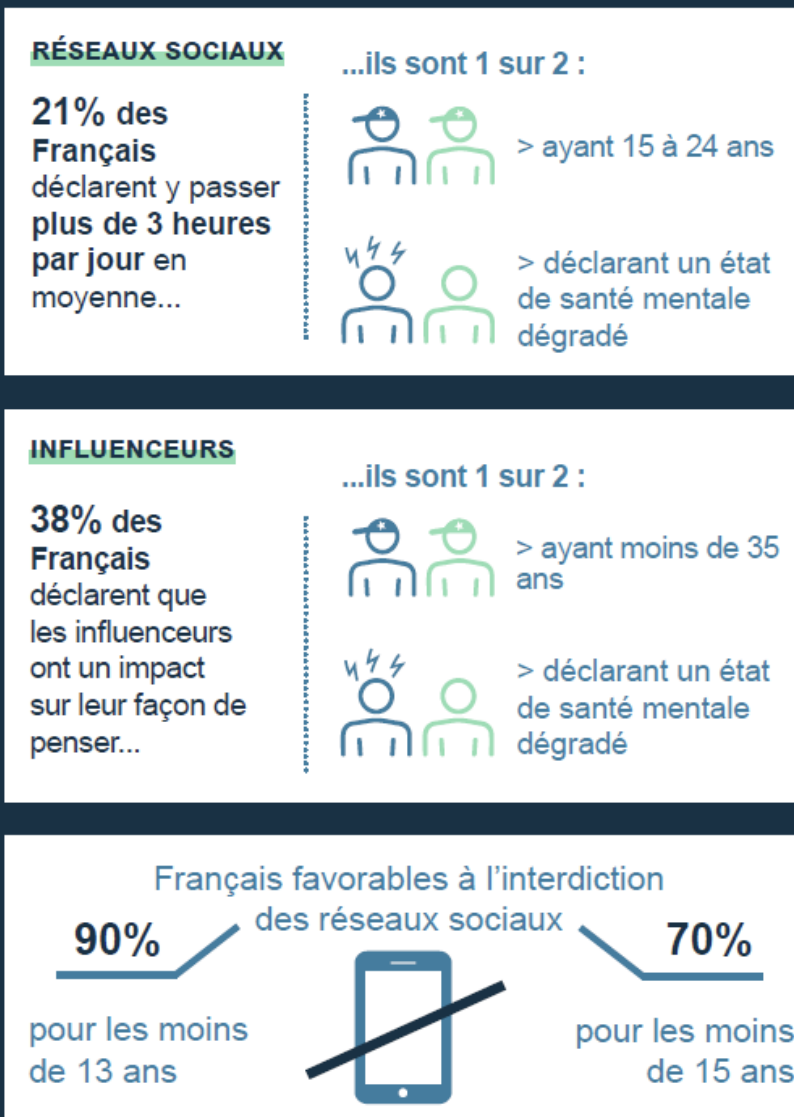 RÉSEAUX SOCIAUX
21% des
Français
déclarent y passer
plus de 3 heures
par jour en
moyenne...
...ils sont 1 sur 2 :
> ayant 15 à 24 ans
> déclarant un état
de santé mentale
dégradé
INFLUENCEURS
38% des
Français
déclarent que
les influenceurs
ont un impact
sur leur façon de
penser...
...ils sont 1 sur 2 :
> ayant moins de 35
ans
> déclarant un état
de santé mentale
dégradé
Français favorables à l’interdiction
des réseaux sociaux
90%
pour les moins
de 13 ans
70%
pour les moins
de 15 ans